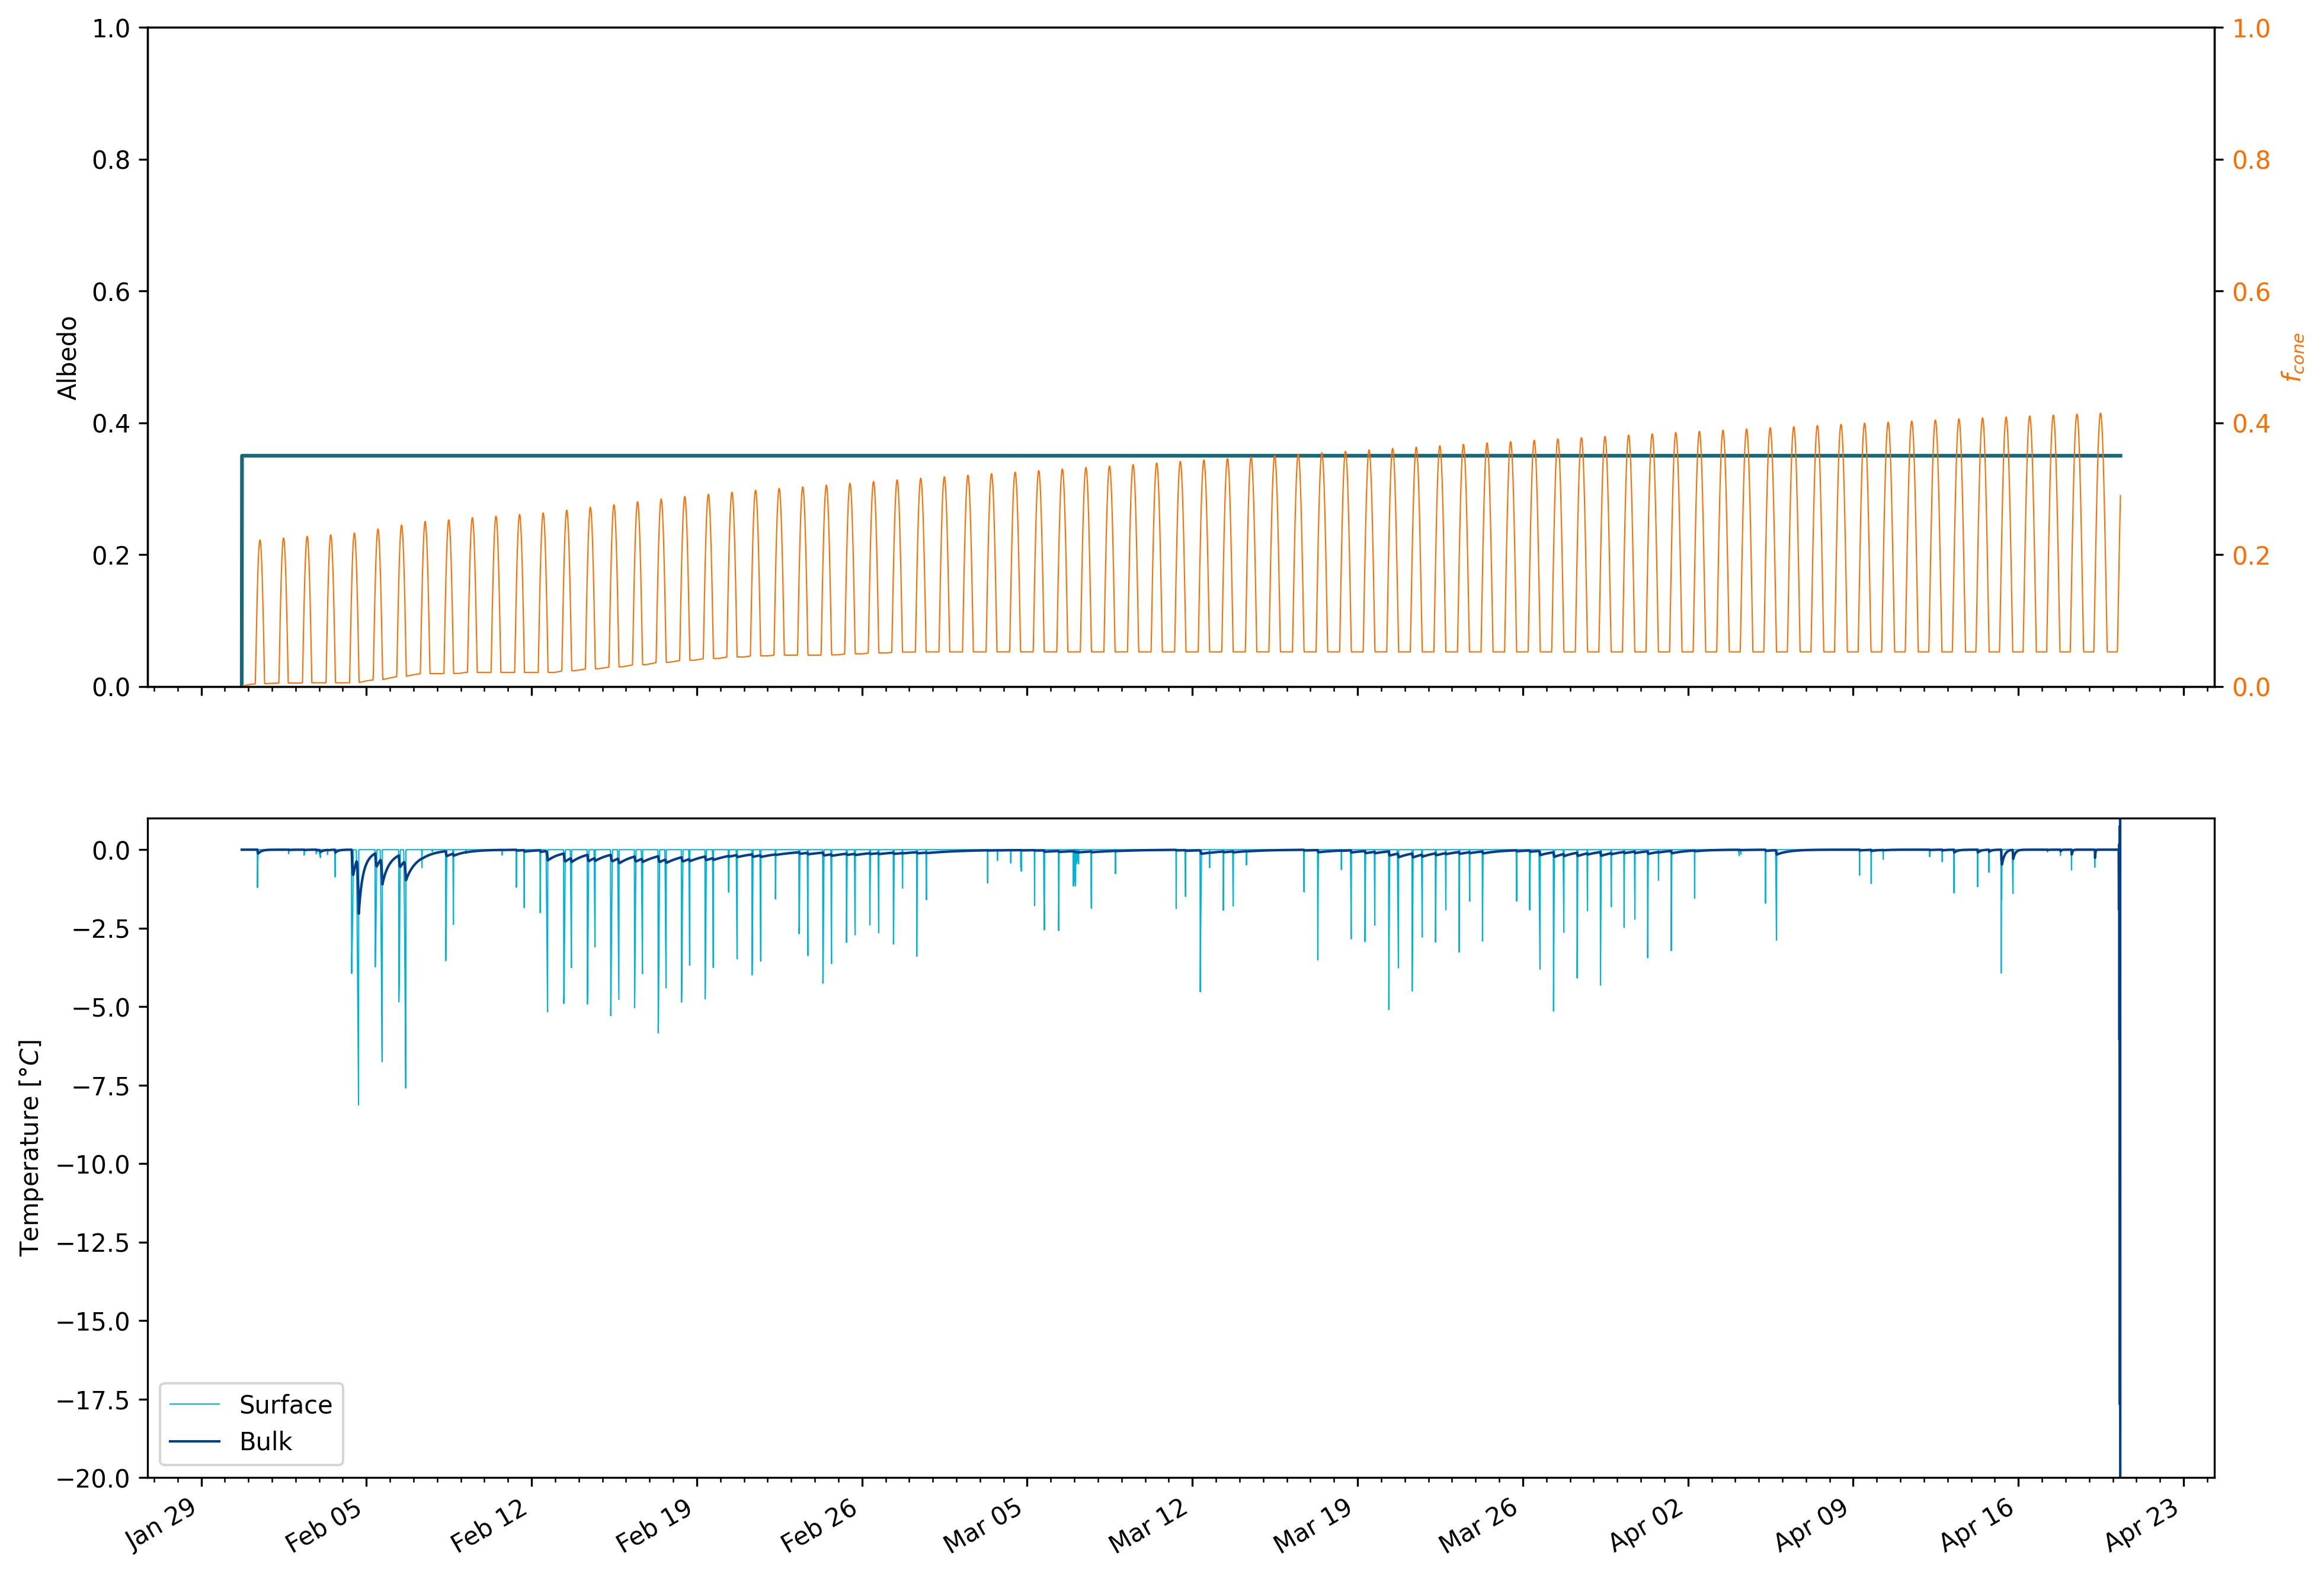 1.0
0.8
0.6
0.4
0.2
0.0
Albedo
1.0
0.8
0.6
0.4
0.2
0.0
f_cone
0.0
−2.5
−5.0
−7.5
−10.0
−12.5
−15.0
−17.5
−20.0
Temperature [°C]
Surface
Bulk
Jan 29
Feb 05
Feb 12
Feb 19
Feb 26
Mar 05
Mar 12
Mar 19
Mar 26
Apr 02
Apr 09
Apr 16
Apr 23